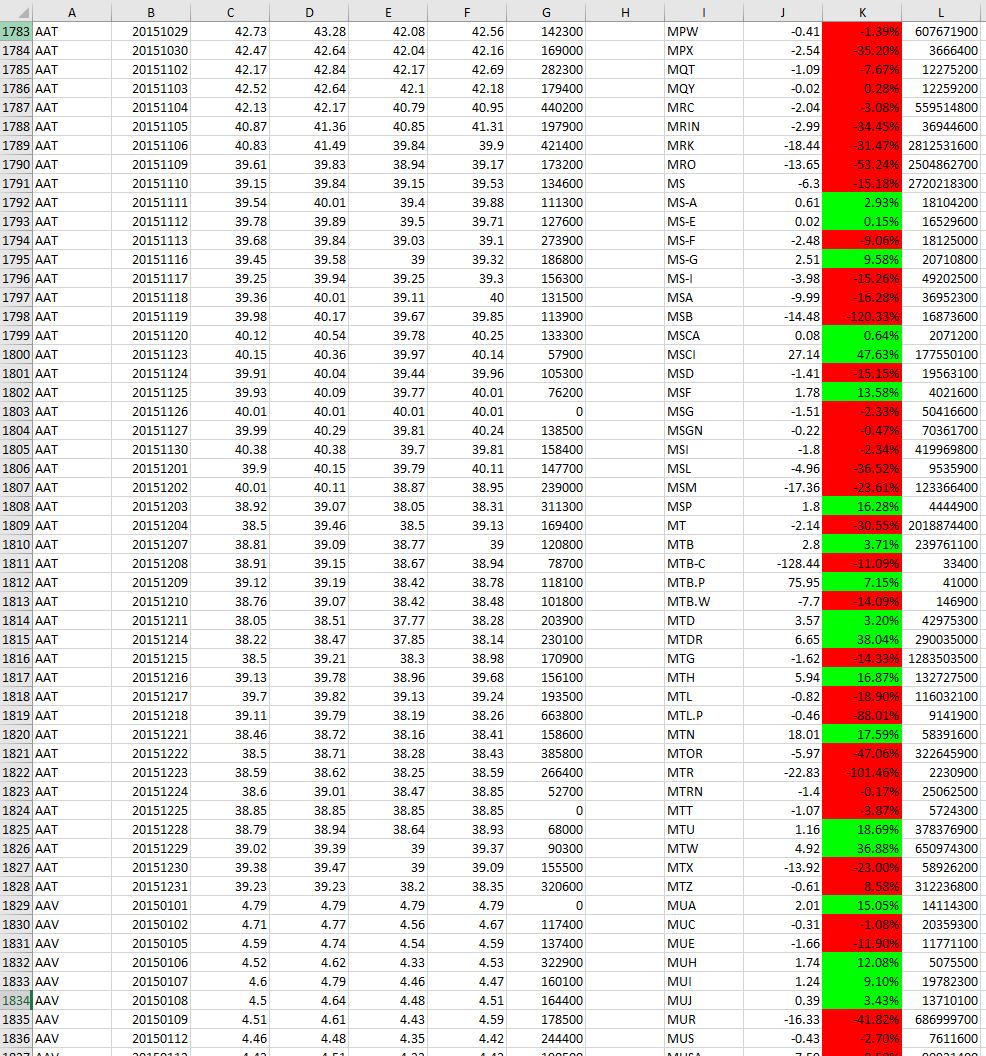 A B C D E F G H I J K L
1783 AAT 20151029 42.73 43.28 42.08 42.56 142300 MPW -0.41 -1.39% 607671900
1784 AAT 20151030 42.47 42.64 42.04 42.16 169000 MPX -2.54 -35.20% 3666400
1785 AAT 20151102 42.17 42.84 42.17 42.69 282300 MQT -1.09 -7.67% 12275200
1786 AAT 20151103 42.52 42.64 42.1 42.18 179400 MQY -0.02 0.28% 12259200
1787 AAT 20151104 42.13 42.17 40.79 40.95 440200 MRC -2.04 -3.08% 559514800
1788 AAT 20151105 40.87 41.36 40.85 41.31 197900 MRIN -2.99 -34.45% 36944600
1789 AAT 20151106 40.83 41.49 39.84 39.9 421400 MRK -18.44 -31.47% 2812531600
1790 AAT 20151109 39.61 39.83 38.94 39.17 173200 MRO -13.65 -53.24% 2504862700
1791 AAT 20151110 39.15 39.84 39.15 39.53 134600 MS -6.3 -15.18% 2720218300
1792 AAT 20151111 39.54 40.01 39.4 39.88 111300 MS-A 0.61 2.93% 18104200
1793 AAT 20151112 39.78 39.89 39.5 39.71 127600 MS-E 0.02 0.15% 16529600
1794 AAT 20151113 39.68 39.84 39.03 39.1 273900 MS-F -2.48 -9.06% 18125000
1795 AAT 20151116 39.45 39.58 39 39.32 186800 MS-G 2.51 9.58% 20710800
1796 AAT 20151117 39.25 39.94 39.25 39.3 156300 MS-I -3.98 -15.26% 49202500
1797 AAT 20151118 39.36 40.01 39.11 40 131500 MSA -9.99 -16.28% 36952300
1798 AAT 20151119 39.98 40.17 39.67 39.85 113900 MSB -14.48 -120.33% 16873600
1799 AAT 20151120 40.12 40.54 39.78 40.25 133300 MSCA 0.08 0.64% 2071200
1800 AAT 20151123 40.15 40.36 39.97 40.14 57900 MSCI 27.14 47.63% 177550100
1801 AAT 20151124 39.91 40.04 39.44 39.96 105300 MSD -1.41 -15.15% 19563100
1802 AAT 20151125 39.93 40.09 39.77 40.01 76200 MSF 1.78 13.58% 4021600
1803 AAT 20151126 40.01 40.01 40.01 40.01 0 MSG -1.51 -2.33% 50416600
1804 AAT 20151127 39.99 40.29 39.81 40.24 138500 MSGN -0.22 -0.47% 70361700
1805 AAT 20151130 40.38 40.38 39.7 39.81 158400 MSI -1.8 -2.34% 419969800
1806 AAT 20151201 39.9 40.15 39.79 40.11 147700 MSL -4.96 -36.52% 9535900
1807 AAT 20151202 40.01 40.11 38.87 38.95 239000 MSM -17.36 -23.61% 123366400
1808 AAT 20151203 38.92 39.07 38.05 38.31 311300 MSP 1.8 16.28% 4444900
1809 AAT 20151204 38.5 39.46 38.5 39.13 169400 MT -2.14 -30.55% 2018874400
1810 AAT 20151207 38.81 39.09 38.77 39 120800 MTB 2.8 3.71% 239761100
1811 AAT 20151208 38.91 39.15 38.67 38.94 78700 MTB-C -128.44 -11.09% 33400
1812 AAT 20151209 39.12 39.19 38.42 38.78 118100 MTB.P 75.95 7.15% 41000
1813 AAT 20151210 38.76 39.07 38.42 38.48 101800 MTB.W -7.7 -14.09% 146900
1814 AAT 20151211 38.05 38.51 37.77 38.28 203900 MTD 3.57 3.20% 42975300
1815 AAT 20151214 38.22 38.47 37.85 38.14 230100 MTDR 6.65 38.04% 290035000
1816 AAT 20151215 38.5 39.21 38.3 38.98 170900 MTG -1.62 -14.33% 1283503500
1817 AAT 20151216 39.13 39.78 38.96 39.68 156100 MTH 5.94 16.87% 132727500
1818 AAT 20151217 39.7 39.82 39.13 39.24 193500 MTL -0.82 -18.90% 116032100
1819 AAT 20151218 39.11 39.79 38.19 38.26 663800 MTL.P -0.46 -88.01% 9141900
1820 AAT 20151221 38.46 38.72 38.16 38.41 158600 MTN 18.01 17.59% 58391600
1821 AAT 20151222 38.5 38.71 38.28 38.43 385800 MTOR -5.97 -47.06% 322645900
1822 AAT 20151223 38.59 38.62 38.25 38.59 266400 MTR -22.83 -101.46% 2230900
1823 AAT 20151224 38.6 39.01 38.47 38.85 52700 MTRN -1.4 -0.17% 25062500
1824 AAT 20151225 38.85 38.85 38.85 38.85 0 MTT -1.07 -3.87% 5724300
1825 AAT 20151228 38.79 38.94 38.64 38.93 68000 MTU 1.16 18.69% 378376900
1826 AAT 20151229 39.02 39.39 39 39.37 90300 MTW 4.92 36.88% 650974300
1827 AAT 20151230 39.38 39.47 39 39.09 155500 MTX -13.92 -23.00% 58926200
1828 AAT 20151231 39.23 39.23 38.2 38.35 320600 MTZ -0.61 8.58% 312236800
1829 AAV 20150101 4.79 4.79 4.79 4.79 0 MUA 2.01 15.05% 14114300
1830 AAV 20150102 4.71 4.77 4.56 4.67 117400 MUC -0.31 -1.08% 20359300
1831 AAV 20150105 4.59 4.74 4.54 4.59 137400 MUE -1.66 -11.90% 11771100
1832 AAV 20150106 4.52 4.62 4.33 4.53 322900 MUH 1.74 12.08% 5075500
1833 AAV 20150107 4.6 4.79 4.46 4.47 160100 MUI 1.24 9.10% 19782300
1834 AAV 20150108 4.5 4.64 4.48 4.51 164400 MUJ 0.39 3.43% 13710100
1835 AAV 20150109 4.51 4.61 4.43 4.59 178500 MUR -16.33 -41.82% 686999700
1836 AAV 20150112 4.46 4.48 4.35 4.42 244400 MUS -0.43 -2.70% 7611600